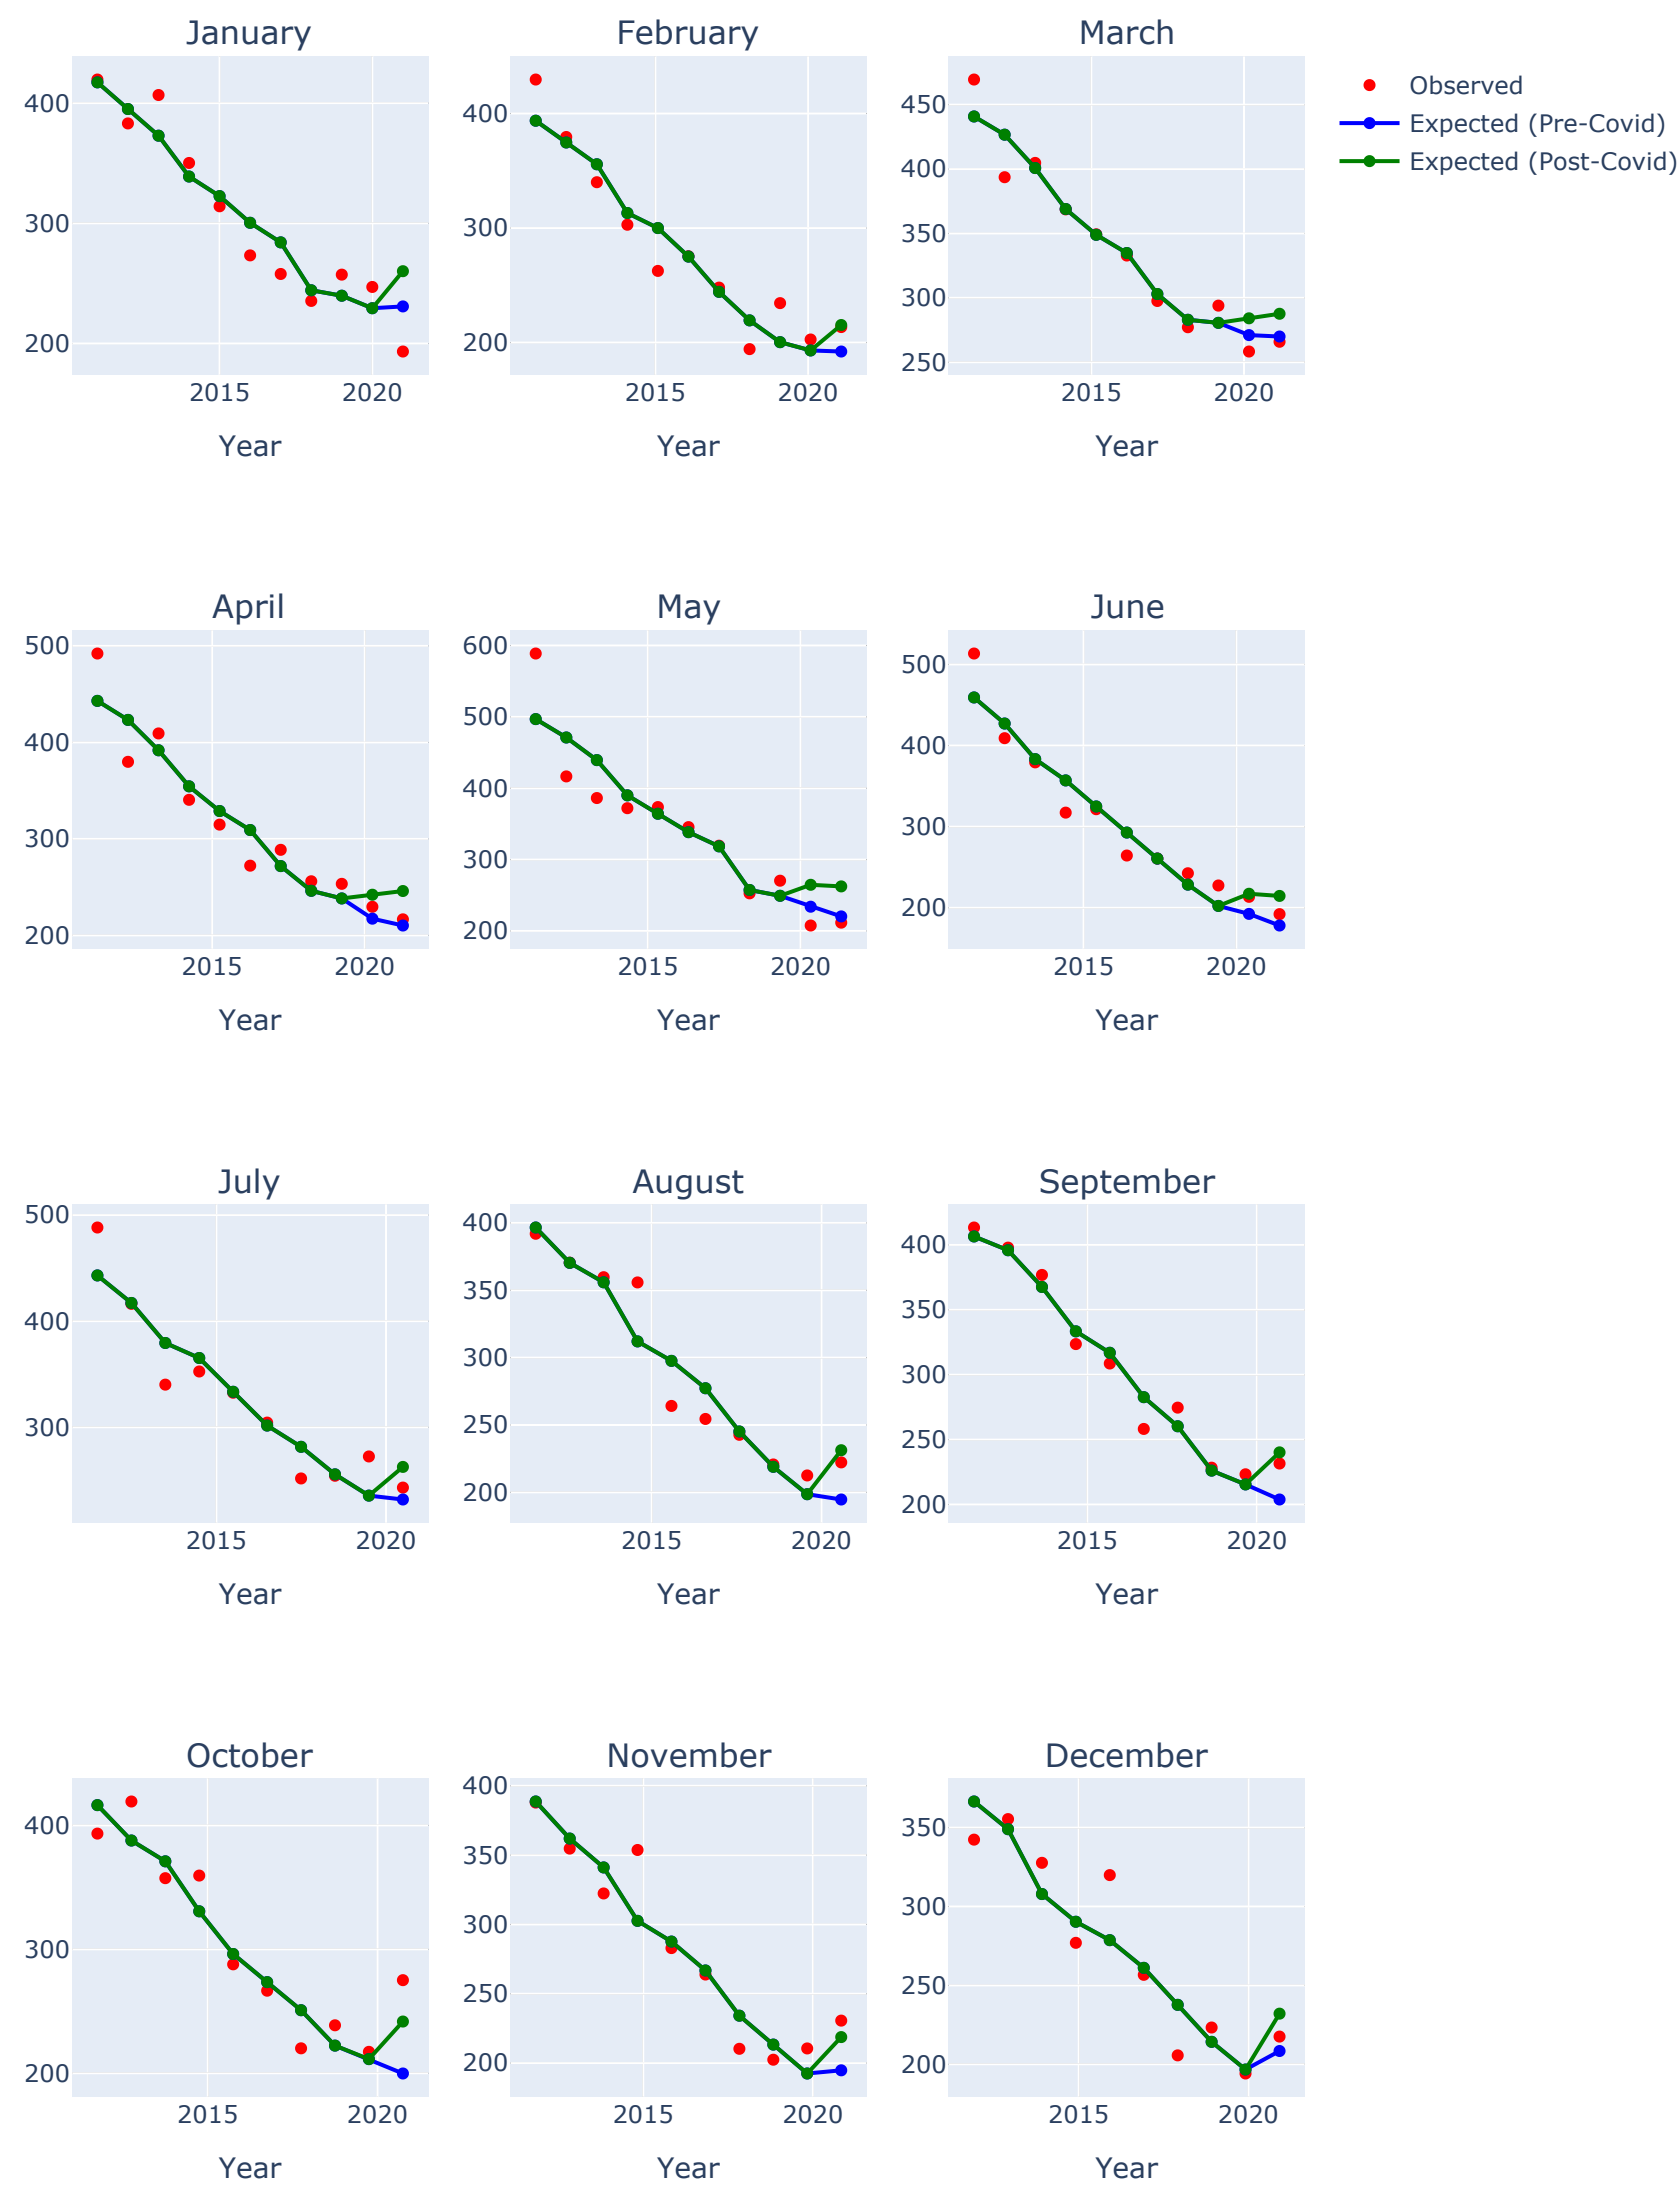 January
February
March
Observed
Expected (Pre-Covid)
Expected (Post-Covid)
400
300
200
2015
2020
Year
400
300
200
2015
2020
Year
450
400
350
300
250
2015
2020
Year
April
May
June
500
400
300
200
2015
2020
Year
600
500
400
300
200
2015
2020
Year
500
400
300
200
2015
2020
Year
July
August
September
500
400
300
2015
2020
Year
400
350
300
250
200
2015
2020
Year
400
350
300
250
200
2015
2020
Year
October
November
December
400
300
200
2015
2020
Year
400
350
300
250
200
2015
2020
Year
350
300
250
200
2015
2020
Year